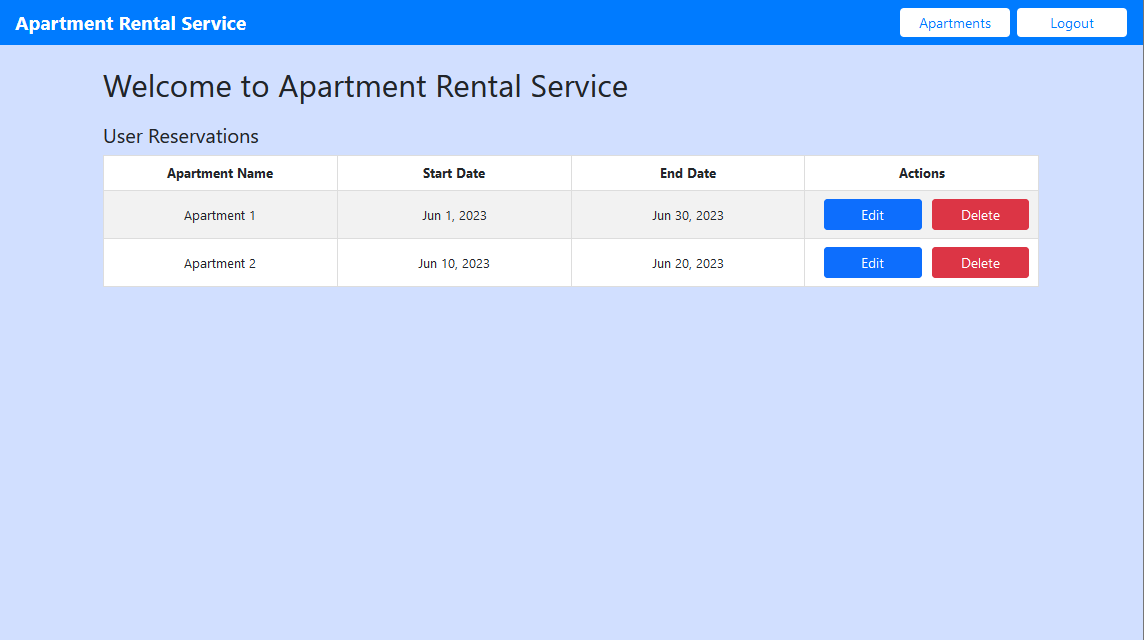 Apartment Rental Service Apartments Logout
Welcome to Apartment Rental Service
User Reservations
Apartment Name Start Date End Date Actions
Apartment 1 Jun 1, 2023 Jun 30, 2023 Edit Delete
Apartment 2 Jun 10, 2023 Jun 20, 2023 Edit Delete